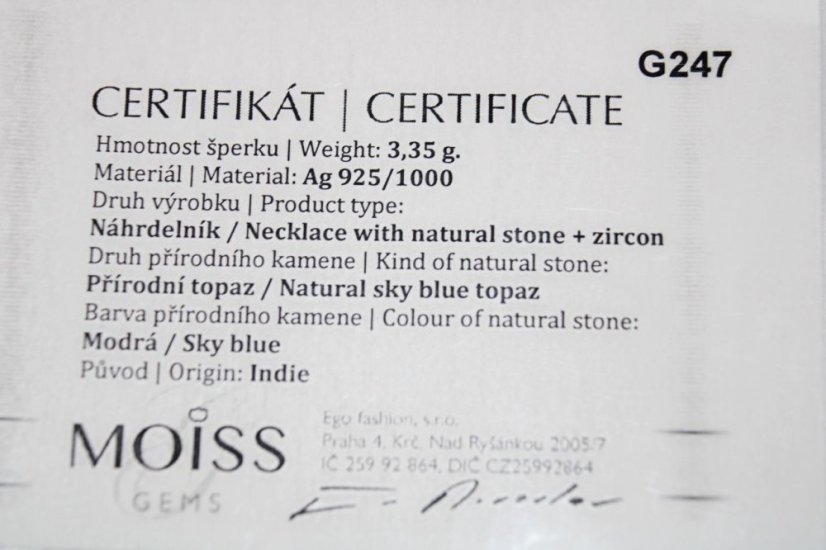 G247
CERTIFIKÁT | CERTIFICATE
Hmotnost šperku | Weight: 3,35 g.
Materiál | Material: Ag 925/1000
Druh výrobku | Product type:
Náhrdelník / Necklace with natural stone + zircon
Druh přírodního kamene | Kind of natural stone:
Přírodní topaz / Natural sky blue topaz
Barva přírodního kamene | Colour of natural stone:
Modrá / Sky blue
Původ | Origin: Indie
MOISS
GEMS
Ego fashion, s.r.o.
Praha 4, Krč, Nad Ryšánkou 2005/7
IČ 259 92 864, DIČ CZ25992864